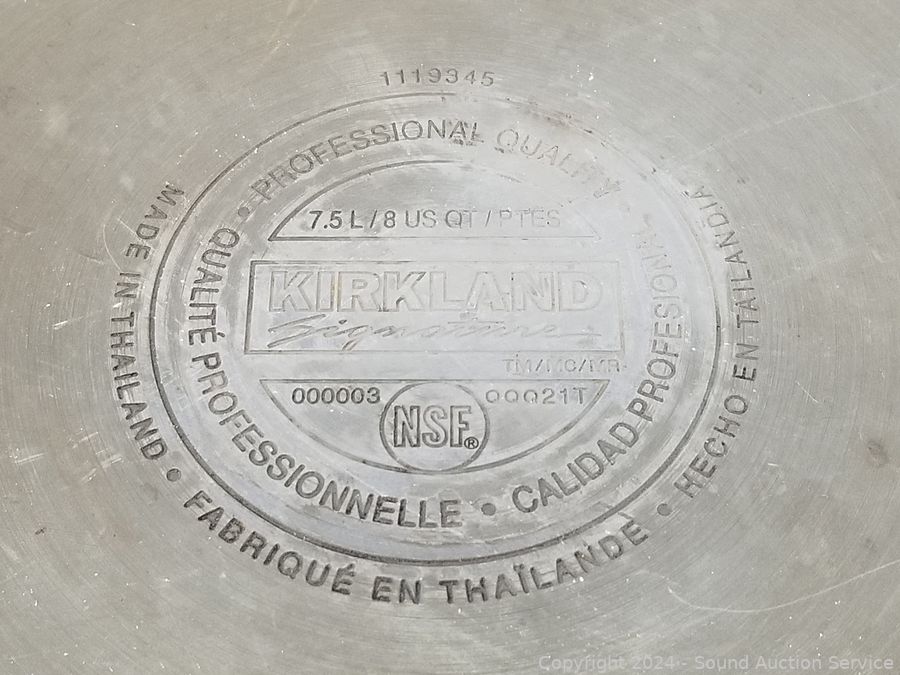 1119345
PROFESSIONAL QUALITY
7.5 L / 8 US QT / PTES
KIRKLAND
Signature
TM/MC/MR
000003
00021T
NSF®
QUALITÉ PROFESSIONNELLE • CALIDAD PROFESIONAL
MADE IN THAILAND • FABRIQUÉ EN THAÏLANDE • HECHO EN TAILANDIA
Copyright 2024 - Sound Auction Service